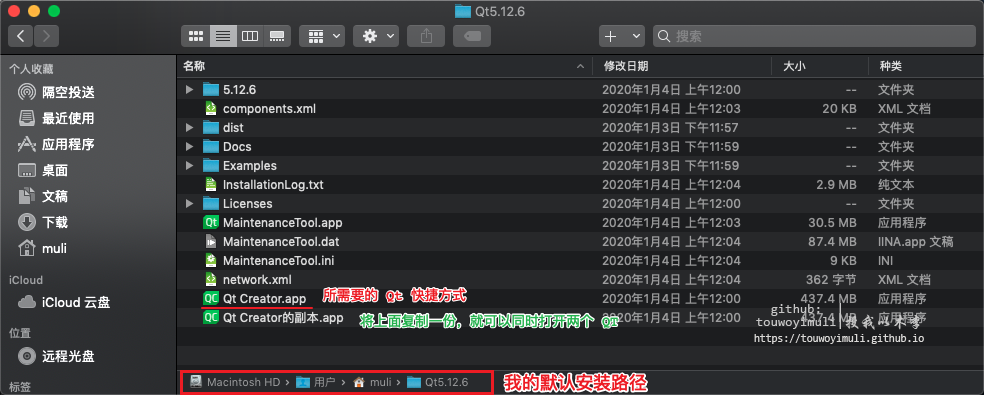 Qt5.12.6
搜索
个人收藏
隔空投送
最近使用
应用程序
桌面
文稿
下载
muli
iCloud
iCloud 云盘
位置
远程光盘
标签
名称 修改日期 大小 种类
5.12.6 2020年1月4日 上午12:00 -- 文件夹
components.xml 2020年1月4日 上午12:03 20 KB XML 文稿
dist 2020年1月3日 下午11:57 -- 文件夹
Docs 2020年1月3日 下午11:59 -- 文件夹
Examples 2020年1月3日 下午11:59 -- 文件夹
InstallationLog.txt 2020年1月4日 上午12:04 2.9 MB 纯文本
Licenses 2020年1月4日 上午12:00 -- 文件夹
MaintenanceTool.app 2020年1月4日 上午12:03 30.5 MB 应用程序
MaintenanceTool.dat 2020年1月4日 上午12:04 87.4 MB IINA.app 文稿
MaintenanceTool.ini 2020年1月4日 上午12:04 9 KB INI
network.xml 2020年1月4日 上午12:04 362 字节 XML 文稿
Qt Creator.app 所需要的 Qt 快捷方式 2020年1月4日 上午12:00 437.4 MB 应用程序
Qt Creator的副本.app 2020年1月4日 上午12:00 437.4 MB 应用程序
将上面复制一份，就可以同时打开两个 Qt
github:
touwoyimuli
https://touwoyimuli.github.io
Macintosh HD › 用户 › muli › Qt5.12.6
我的默认安装路径